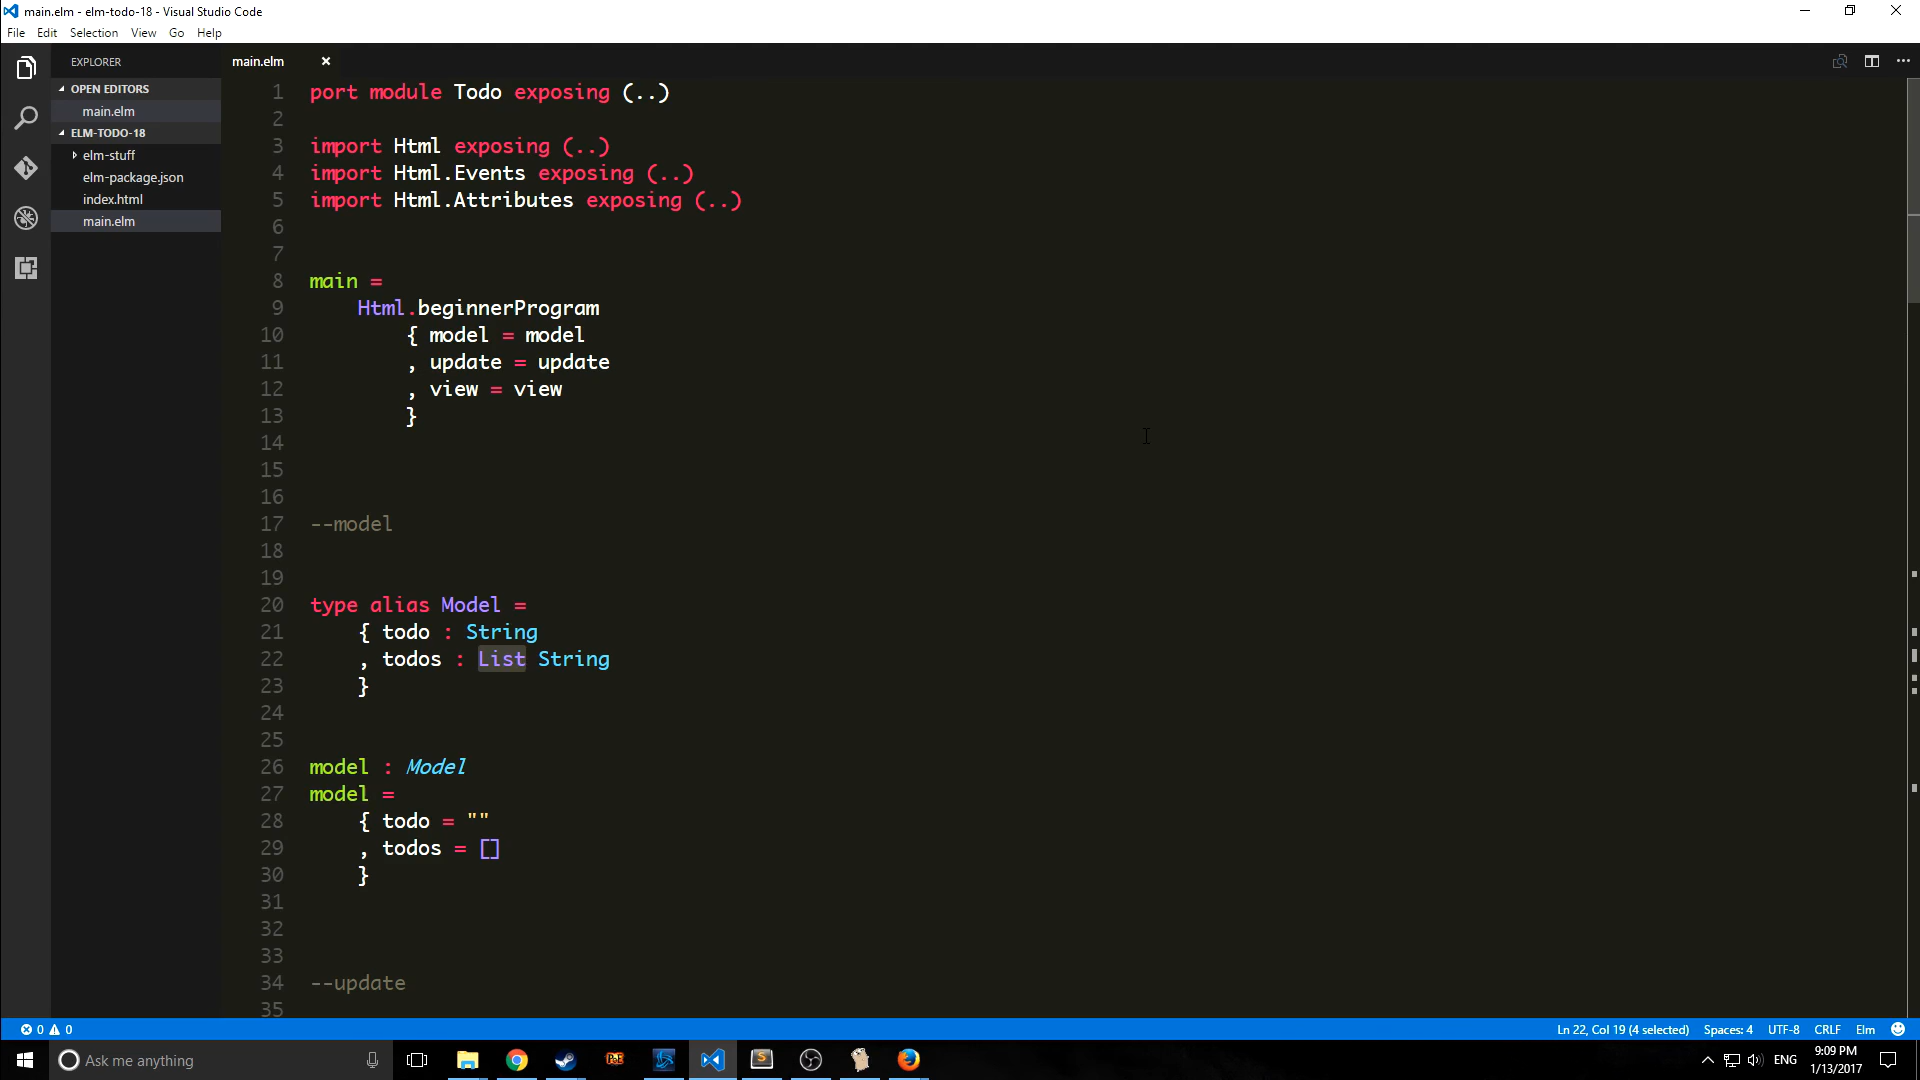 main.elm - elm-todo-18 - Visual Studio Code
File Edit Selection View Go Help
EXPLORER
OPEN EDITORS
main.elm
ELM-TODO-18
elm-stuff
elm-package.json
index.html
main.elm
main.elm
1 port module Todo exposing (..)
2
3 import Html exposing (..)
4 import Html.Events exposing (..)
5 import Html.Attributes exposing (..)
6
7
8 main =
9 Html.beginnerProgram
10 { model = model
11 , update = update
12 , view = view
13 }
14
15
16
17 --model
18
19
20 type alias Model =
21 { todo : String
22 , todos : List String
23 }
24
25
26 model : Model
27 model =
28 { todo = ""
29 , todos = []
30 }
31
32
33
34 --update
35
0 0
Ln 22, Col 19 (4 selected) Spaces: 4 UTF-8 CRLF Elm
Ask me anything
ENG
9:09 PM
1/13/2017